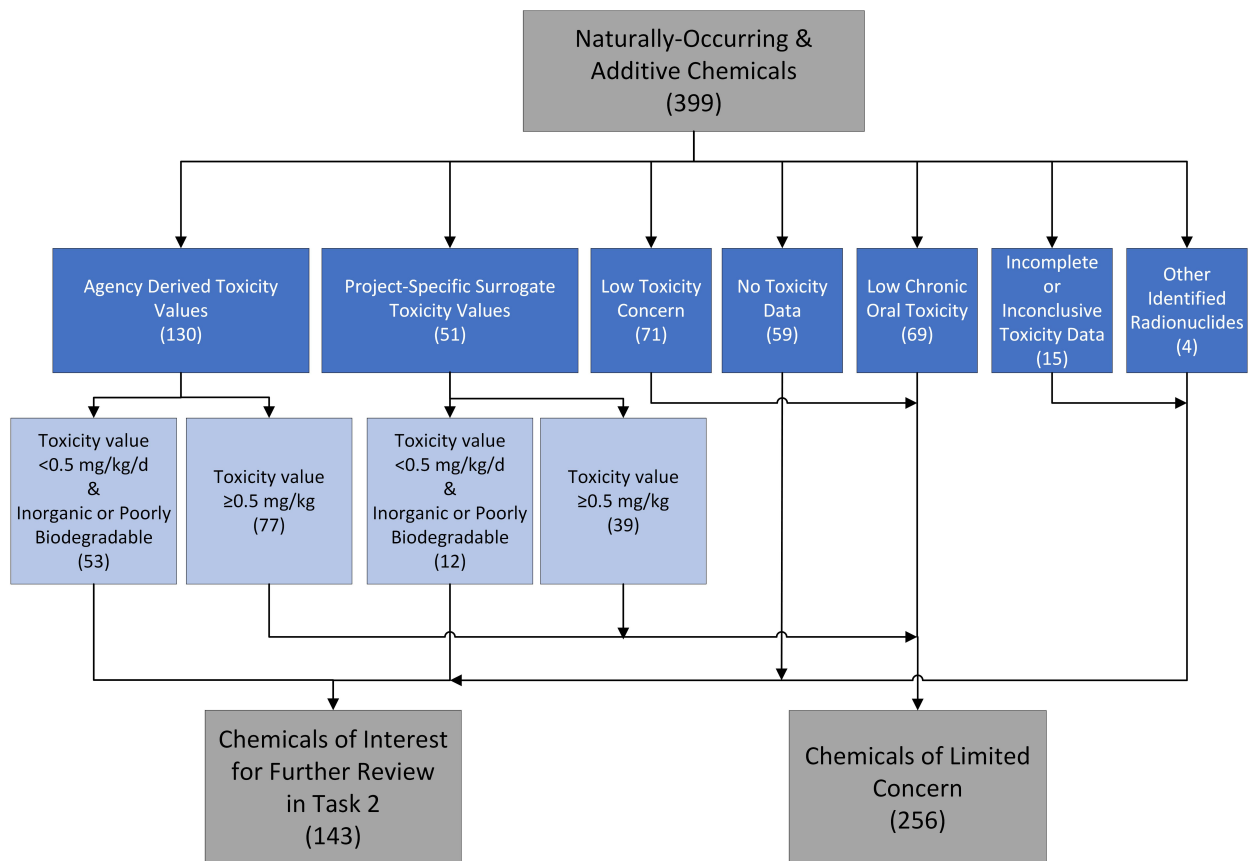 Naturally-Occurring &
Additive Chemicals
(399)
Agency Derived Toxicity
Values
(130)
Project-Specific Surrogate
Toxicity Values
(51)
Low Toxicity
Concern
(71)
No Toxicity
Data
(59)
Low Chronic
Oral Toxicity
(69)
Incomplete
or
Inconclusive
Toxicity Data
(15)
Other
Identified
Radionuclides
(4)
Toxicity value
<0.5 mg/kg/d
&
Inorganic or Poorly
Biodegradable
(53)
Toxicity value
≥0.5 mg/kg
(77)
Toxicity value
<0.5 mg/kg/d
&
Inorganic or Poorly
Biodegradable
(12)
Toxicity value
≥0.5 mg/kg
(39)
Chemicals of Interest
for Further Review
in Task 2
(143)
Chemicals of Limited
Concern
(256)